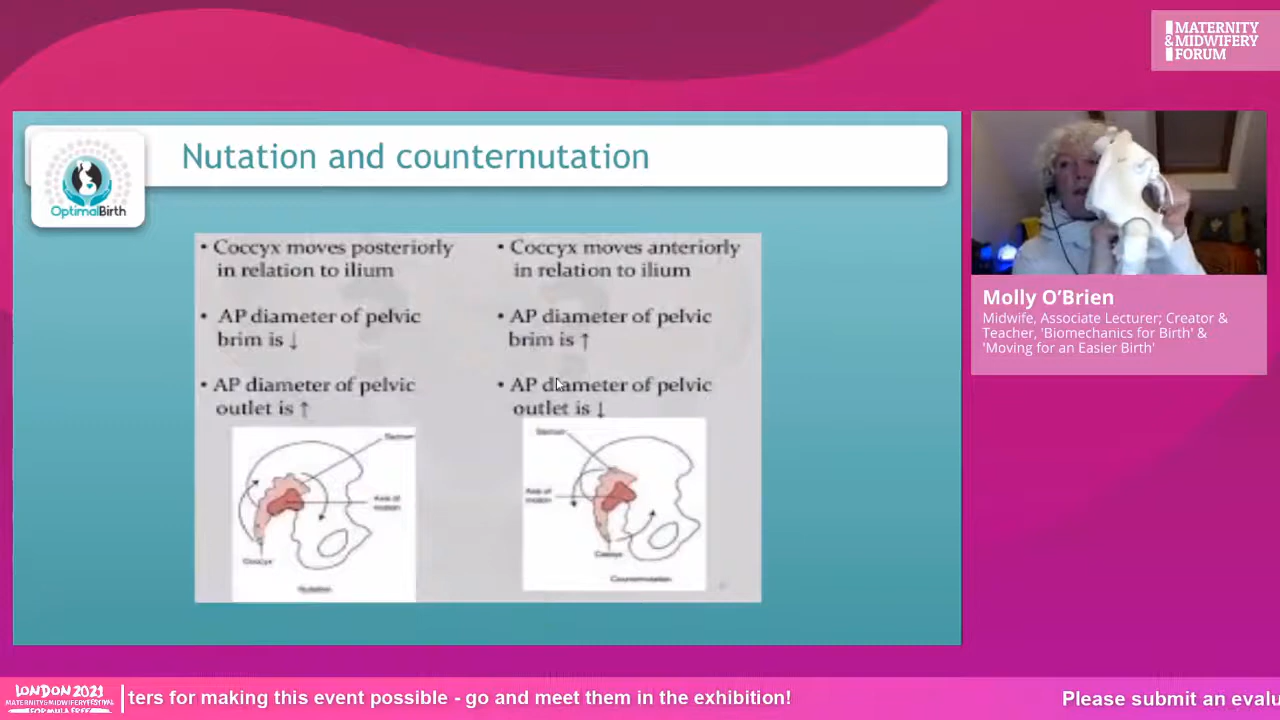 MATERNITY
&MIDWIFERY
FORUM
Nutation and counternutation
OptimalBirth
• Coccyx moves posteriorly
in relation to ilium
• AP diameter of pelvic
brim is ↓
• AP diameter of pelvic
outlet is ↑
Sacrum
Axis of
motion
Coccyx
Nutation
• Coccyx moves anteriorly
in relation to ilium
• AP diameter of pelvic
brim is ↑
• AP diameter of pelvic
outlet is ↓
Sacrum
Axis of
motion
Coccyx
Counternutation
Molly O'Brien
Midwife, Associate Lecturer; Creator &
Teacher, 'Biomechanics for Birth' &
'Moving for an Easier Birth'
LONDON 2021
MATERNITY&MIDWIFERY FESTIVAL
FORMULA FREE
ters for making this event possible - go and meet them in the exhibition!
Please submit an evalu